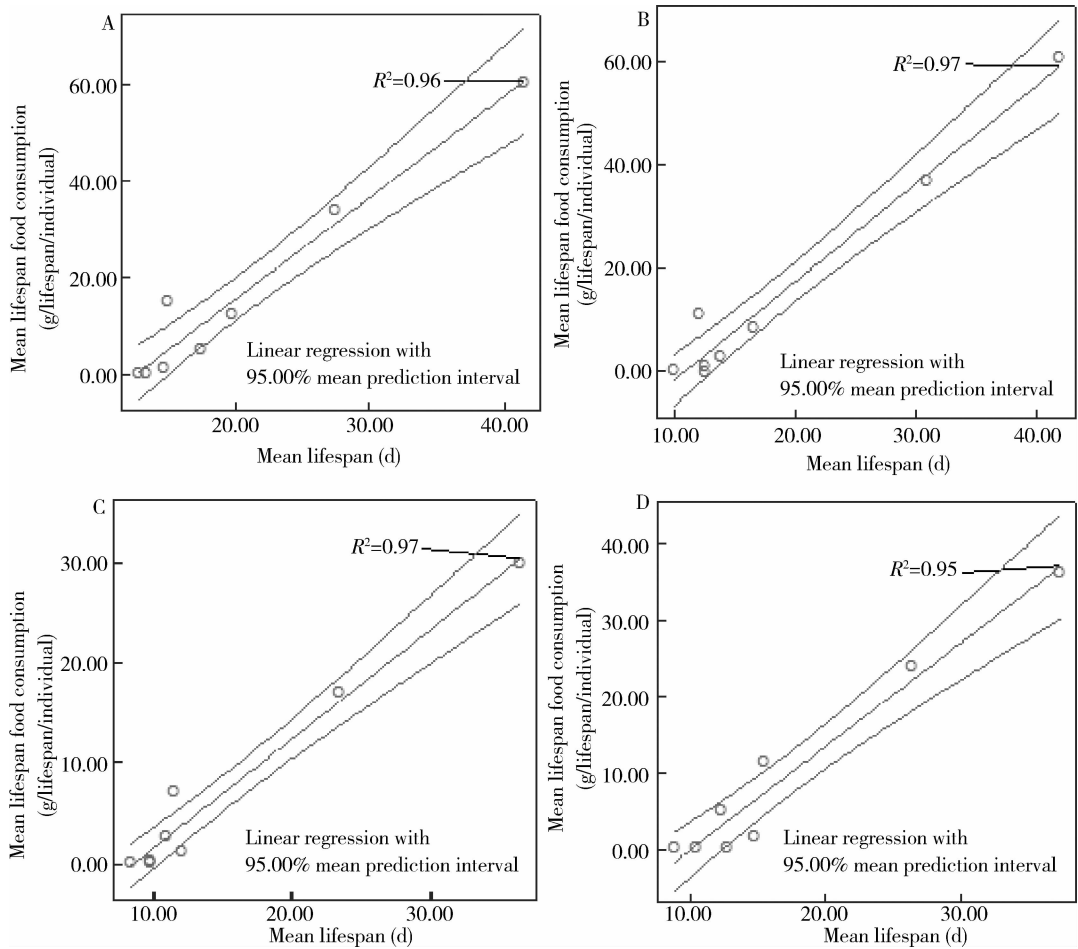 A
Mean lifespan food consumption
(g/lifespan/individual)
60.00
40.00
20.00
0.00
R²=0.96
Linear regression with
95.00% mean prediction interval
20.00 30.00 40.00
Mean lifespan (d)
B
Mean lifespan food consumption
(g/lifespan/individual)
60.00
40.00
20.00
0.00
R²=0.97
Linear regression with
95.00% mean prediction interval
10.00 20.00 30.00 40.00
Mean lifespan (d)
C
Mean lifespan food consumption
(g/lifespan/individual)
30.00
20.00
10.00
0.00
R²=0.97
Linear regression with
95.00% mean prediction interval
10.00 20.00 30.00
Mean lifespan (d)
D
Mean lifespan food consumption
(g/lifespan/individual)
40.00
30.00
20.00
10.00
0.00
R²=0.95
Linear regression with
95.00% mean prediction interval
10.00 20.00 30.00
Mean lifespan (d)